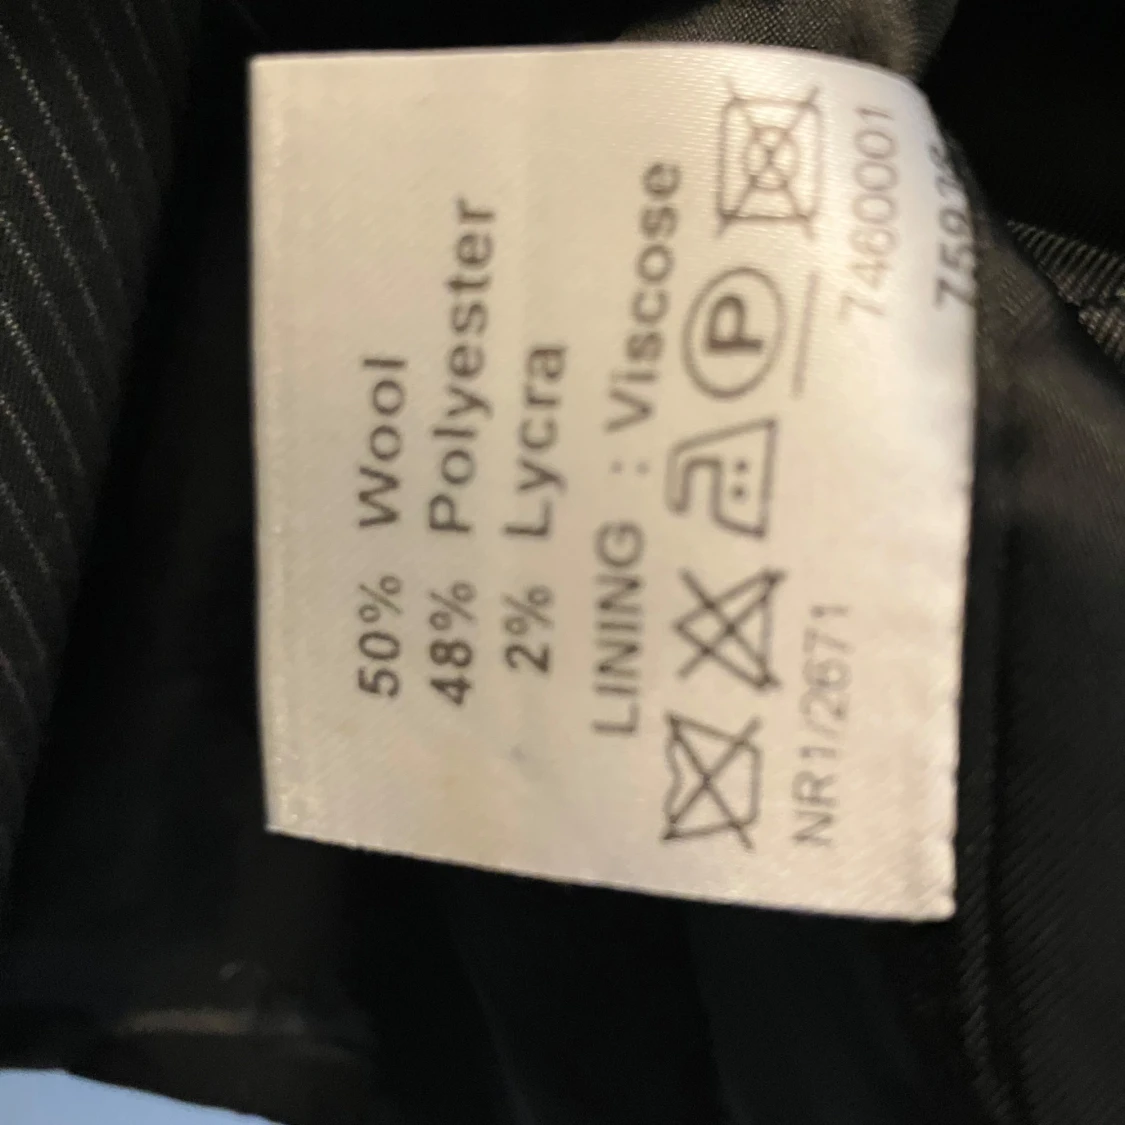 50% Wool
48% Polyester
2% Lycra
LINING : Viscose
P
NR1/2671
7460001